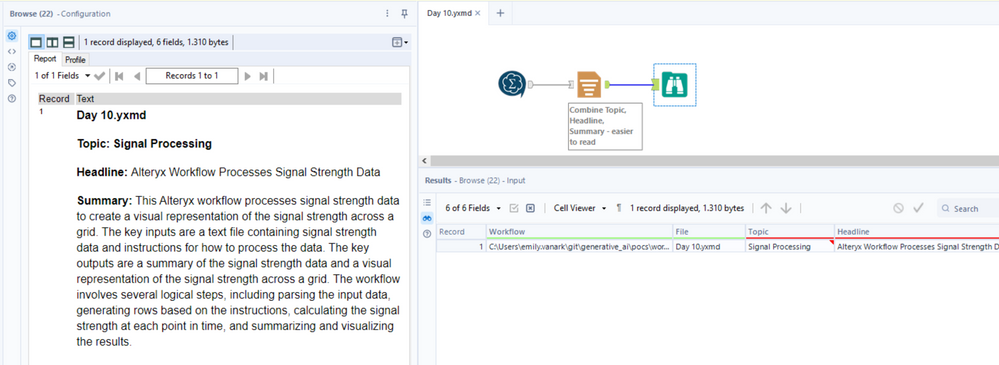 Browse (22) - Configuration
1 record displayed, 6 fields, 1.310 bytes
Report Profile
1 of 1 Fields Records 1 to 1
Record Text
1
Day 10.yxmd
Topic: Signal Processing
Headline: Alteryx Workflow Processes Signal Strength Data
Summary: This Alteryx workflow processes signal strength data
to create a visual representation of the signal strength across a
grid. The key inputs are a text file containing signal strength
data and instructions for how to process the data. The key
outputs are a summary of the signal strength data and a visual
representation of the signal strength across a grid. The workflow
involves several logical steps, including parsing the input data,
generating rows based on the instructions, calculating the signal
strength at each point in time, and summarizing and visualizing
the results.
Day 10.yxmd
Combine Topic,
Headline,
Summary - easier
to read
Results - Browse (22) - Input
6 of 6 Fields Cell Viewer 1 record displayed, 1.310 bytes Search
Record Workflow File Topic Headline
1 C:\Users\emily.vanark\git\generative_ai\pocs\wor... Day 10.yxmd Signal Processing Alteryx Workflow Processes Signal Strength D